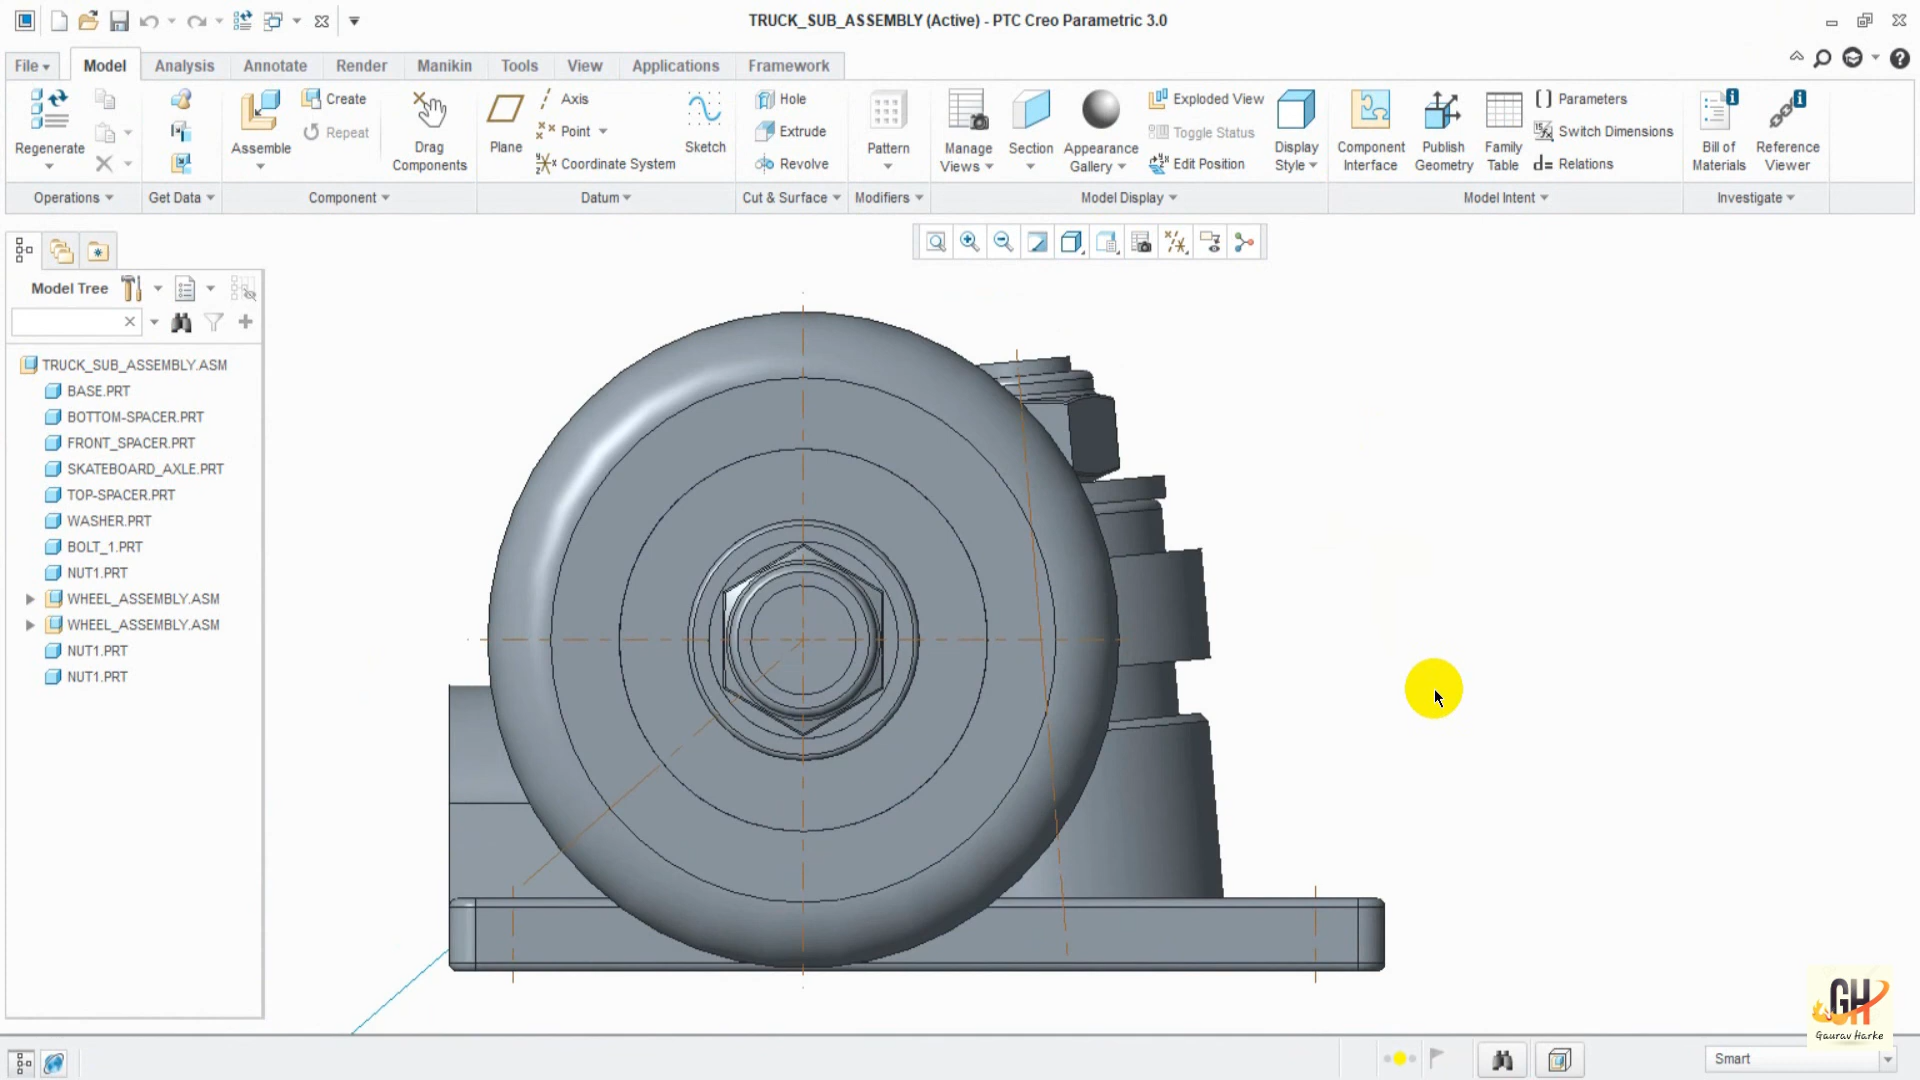 TRUCK_SUB_ASSEMBLY (Active) - PTC Creo Parametric 3.0
File Model Analysis Annotate Render Manikin Tools View Applications Framework
Regenerate
Operations
Get Data
Assemble
Create
Repeat
Drag
Components
Component
Plane
Axis
Point
Coordinate System
Sketch
Datum
Hole
Extrude
Revolve
Cut & Surface
Pattern
Modifiers
Manage
Views
Section
Appearance
Gallery
Exploded View
Toggle Status
Edit Position
Display
Style
Model Display
Component
Interface
Publish
Geometry
Family
Table
Parameters
Switch Dimensions
d= Relations
Model Intent
Bill of
Materials
Reference
Viewer
Investigate
Model Tree
TRUCK_SUB_ASSEMBLY.ASM
BASE.PRT
BOTTOM-SPACER.PRT
FRONT_SPACER.PRT
SKATEBOARD_AXLE.PRT
TOP-SPACER.PRT
WASHER.PRT
BOLT_1.PRT
NUT1.PRT
WHEEL_ASSEMBLY.ASM
WHEEL_ASSEMBLY.ASM
NUT1.PRT
NUT1.PRT
GH
Gaurav Harke
Smart